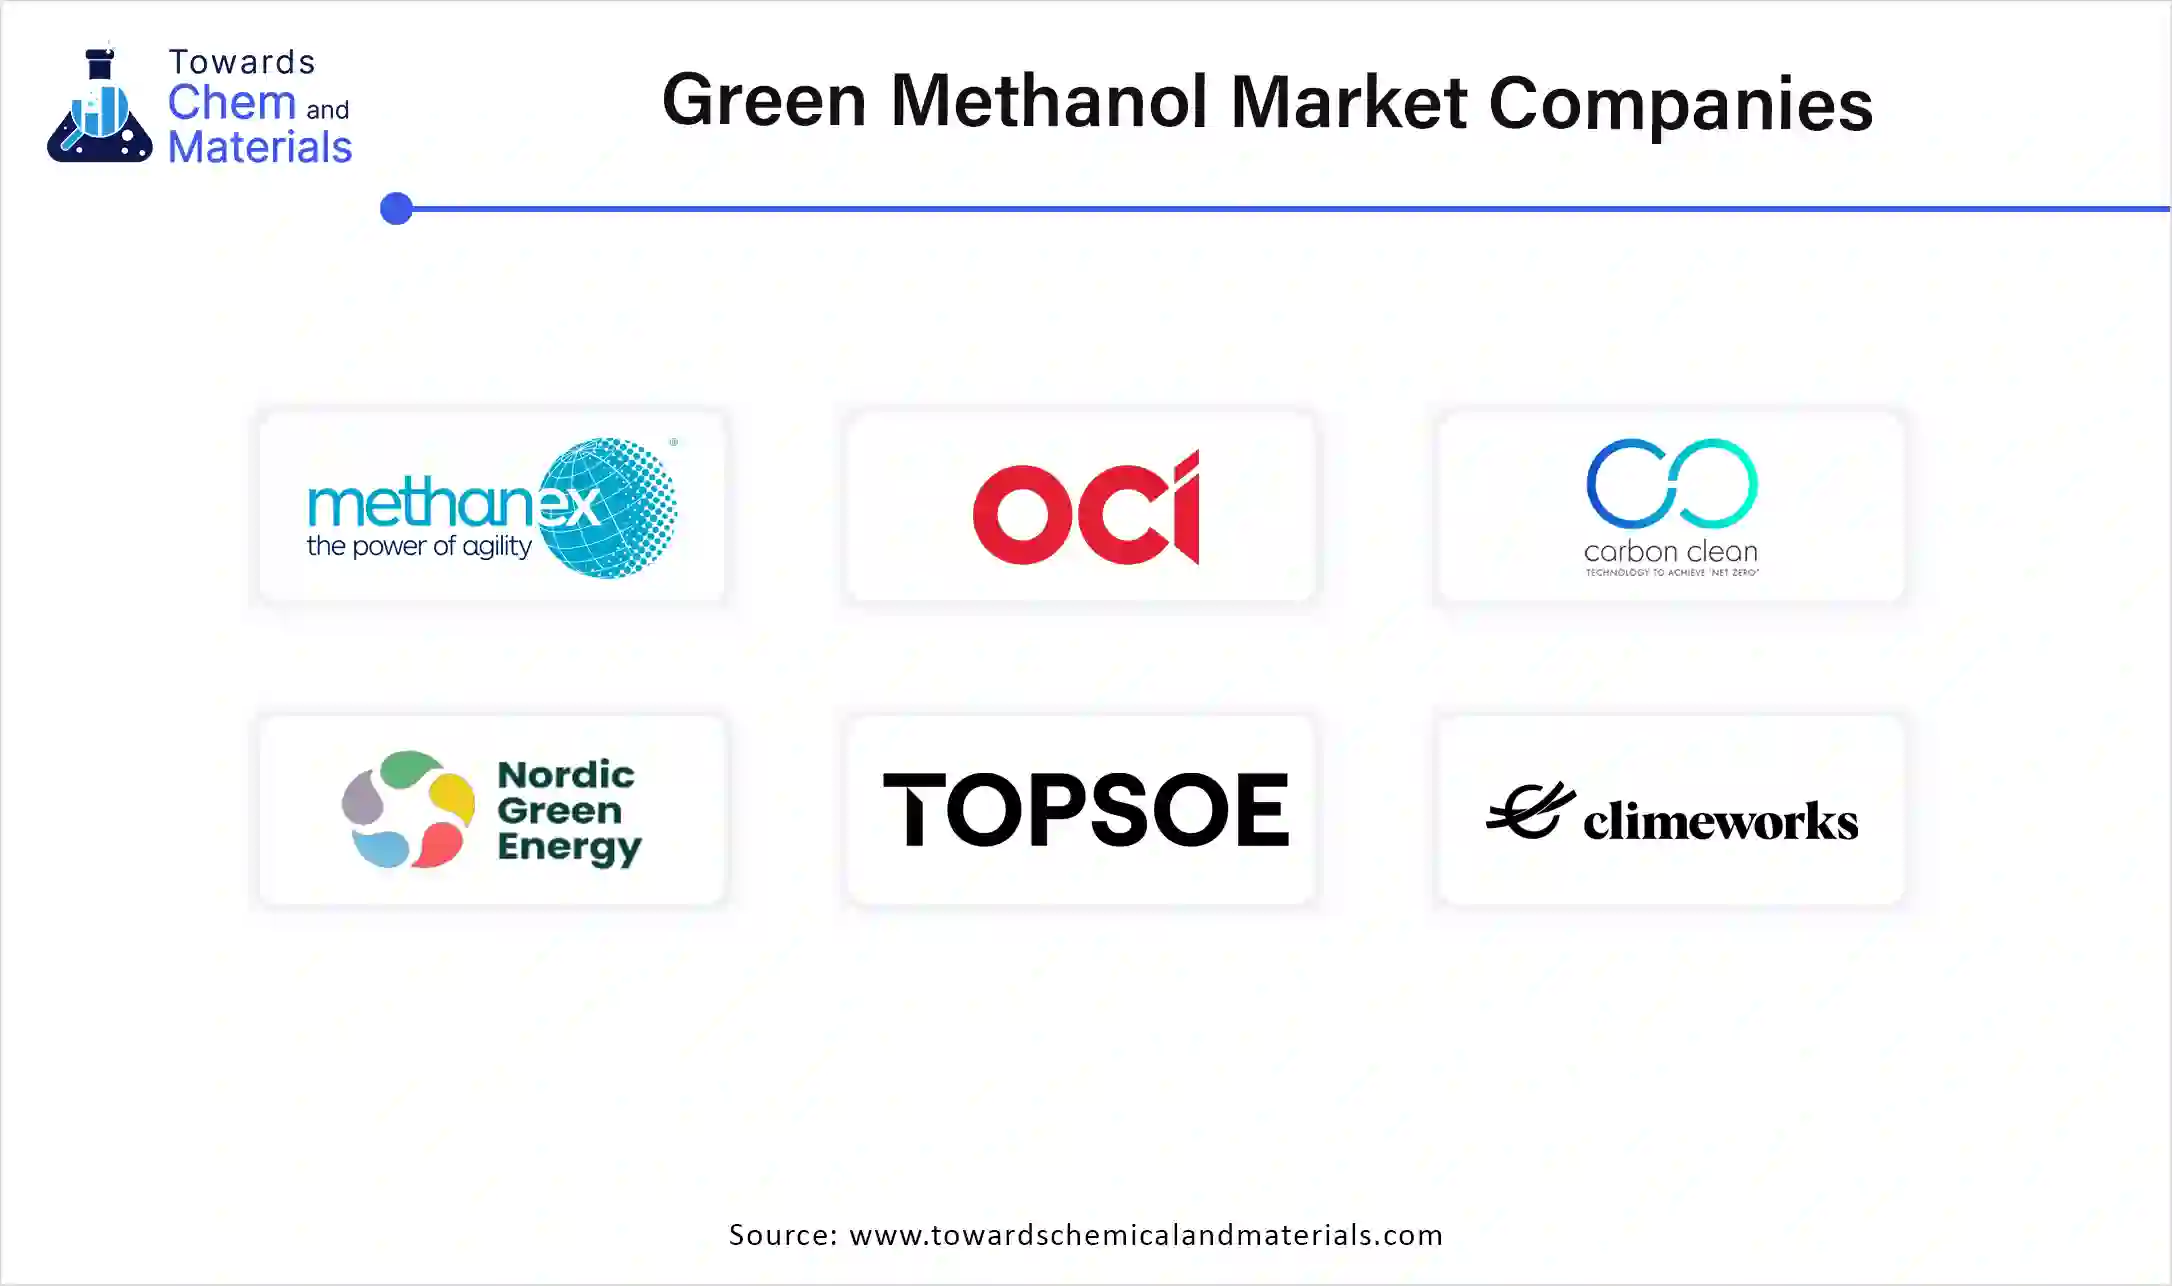 Towards
Chem and
Materials
Green Methanol Market Companies
methanex
the power of agility
®
OCI
carbon clean
TECHNOLOGY TO ACHIEVE 'NET ZERO'
Nordic
Green
Energy
TOPSOE
climeworks
Source: www.towardschemicalandmaterials.com